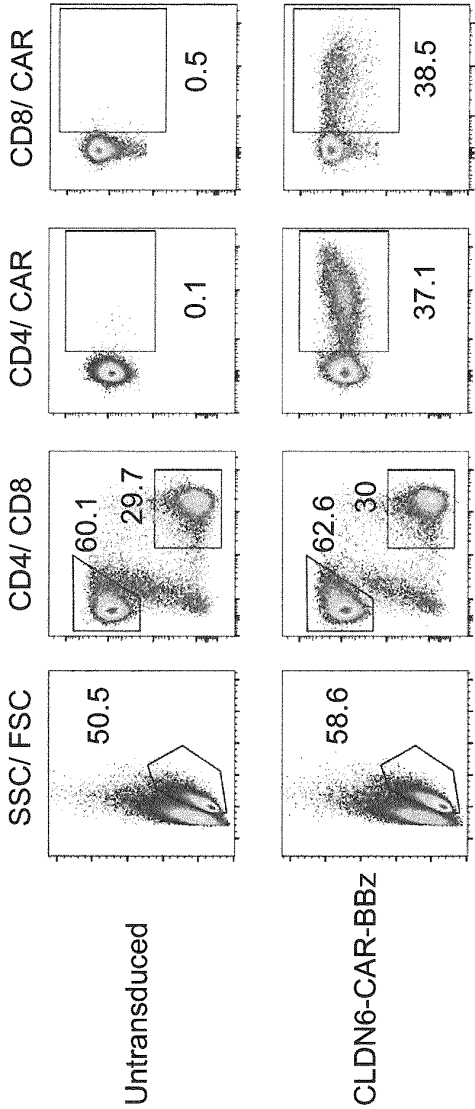 SSC/ FSC
CD4/ CD8
CD4/ CAR
CD8/ CAR
Untransduced
50.5
60.1
29.7
0.1
0.5
CLDN6-CAR-BBz
58.6
62.6
30
37.1
38.5